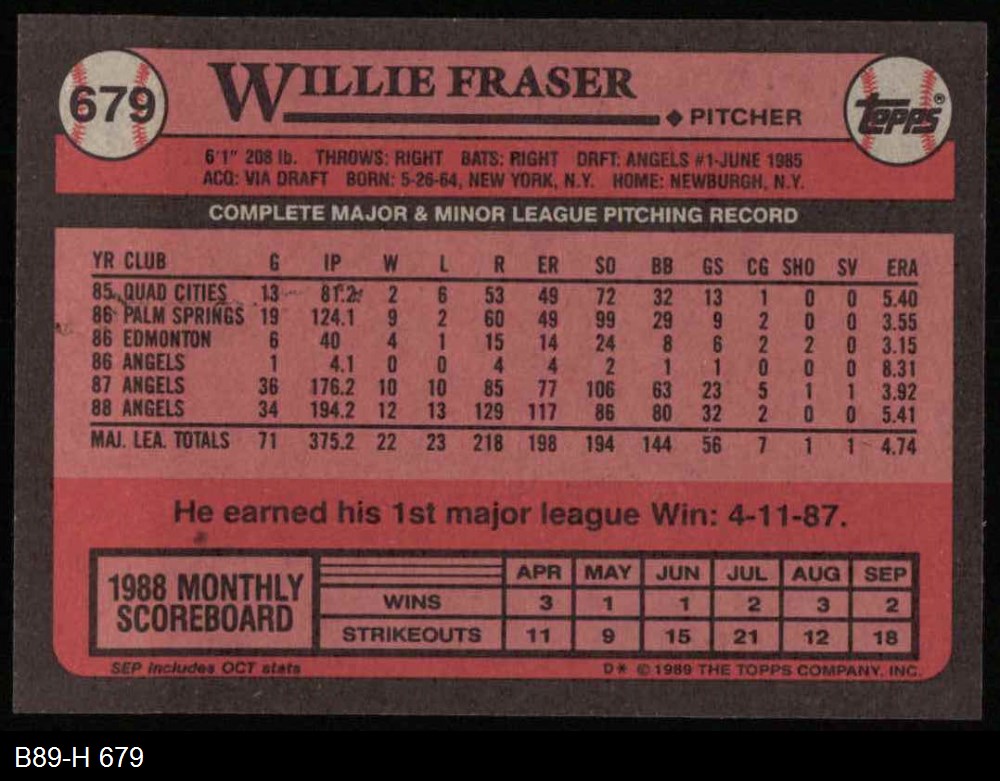 679
WILLIE FRASER
◆ PITCHER
Topps®
6'1" 208 lb. THROWS: RIGHT BATS: RIGHT DRFT: ANGELS #1-JUNE 1985
ACQ: VIA DRAFT BORN: 5-26-64, NEW YORK, N.Y. HOME: NEWBURGH, N.Y.
COMPLETE MAJOR & MINOR LEAGUE PITCHING RECORD
YR CLUB G IP W L R ER SO BB GS CG SHO SV ERA
85 QUAD CITIES 13 81.2 2 6 53 49 72 32 13 1 0 0 5.40
86 PALM SPRINGS 19 124.1 9 2 60 49 99 29 9 2 0 0 3.55
86 EDMONTON 6 40 4 1 15 14 24 8 6 2 2 0 3.15
86 ANGELS 1 4.1 0 0 4 4 2 1 1 0 0 0 8.31
87 ANGELS 36 176.2 10 10 85 77 106 63 23 5 1 1 3.92
88 ANGELS 34 194.2 12 13 129 117 86 80 32 2 0 0 5.41
MAJ. LEA. TOTALS 71 375.2 22 23 218 198 194 144 56 7 1 1 4.74
He earned his 1st major league Win: 4-11-87.
1988 MONTHLY
SCOREBOARD
APR MAY JUN JUL AUG SEP
WINS 3 1 1 2 3 2
STRIKEOUTS 11 9 15 21 12 18
SEP includes OCT stats
D* © 1989 THE TOPPS COMPANY, INC.
B89-H 679